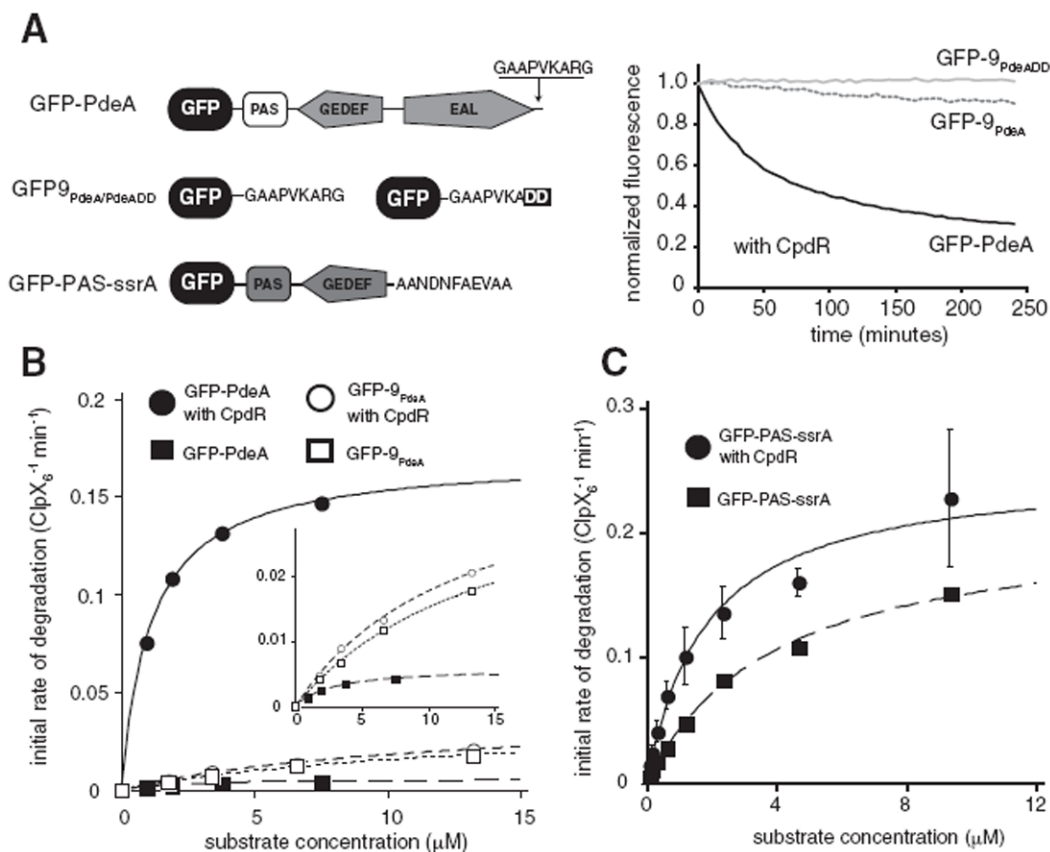 A
GAAPVKARG
GFP-PdeA
GFP
PAS
GEDEF
EAL
GFP9PdeA/PdeADD
GFP
-GAAPVKARG
GFP
-GAAPVKADD
GFP-PAS-ssrA
GFP
PAS
GEDEF
-AANDNFAEVAA
normalized fluorescence
1.0
0.8
0.6
0.4
0.2
0
GFP-9PdeADD
GFP-9PdeA
GFP-PdeA
with CpdR
0
50
100
150
200
250
time (minutes)
B
GFP-PdeA
with CpdR
GFP-9PdeA
with CpdR
GFP-PdeA
GFP-9PdeA
initial rate of degradation (ClpX6-1 min-1)
0.2
0.15
0.1
0.05
0
0.02
0.01
0
0
5
10
15
0
5
10
15
substrate concentration (μM)
C
GFP-PAS-ssrA
with CpdR
GFP-PAS-ssrA
initial rate of degradation (ClpX6-1 min-1)
0.3
0.2
0.1
0
0
4
8
12
substrate concentration (μM)